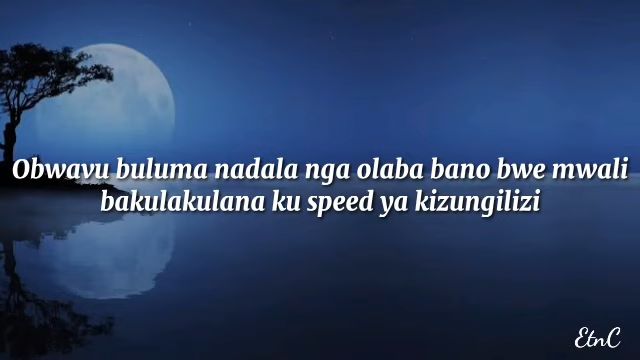 Obwavu buluma nadala nga olaba bano bwe mwali
bakulakulana ku speed ya kizungilizi
EtnC